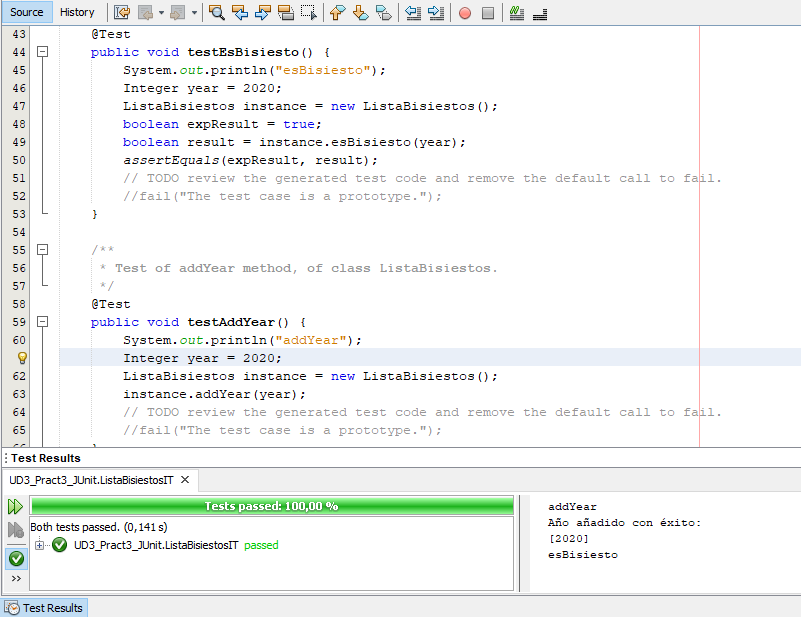 Source History
43 @Test
44 public void testEsBisiesto() {
45 System.out.println("esBisiesto");
46 Integer year = 2020;
47 ListaBisiestos instance = new ListaBisiestos();
48 boolean expResult = true;
49 boolean result = instance.esBisiesto(year);
50 assertEquals(expResult, result);
51 // TODO review the generated test code and remove the default call to fail.
52 //fail("The test case is a prototype.");
53 }
54
55 /**
56 * Test of addYear method, of class ListaBisiestos.
57 */
58 @Test
59 public void testAddYear() {
60 System.out.println("addYear");
Integer year = 2020;
62 ListaBisiestos instance = new ListaBisiestos();
63 instance.addYear(year);
64 // TODO review the generated test code and remove the default call to fail.
65 //fail("The test case is a prototype.");
Test Results
UD3_Pract3_JUnit.ListaBisiestosIT
Tests passed: 100,00 %
Both tests passed. (0,141 s)
UD3_Pract3_JUnit.ListaBisiestosIT passed
addYear
Año añadido con éxito:
[2020]
esBisiesto
Test Results